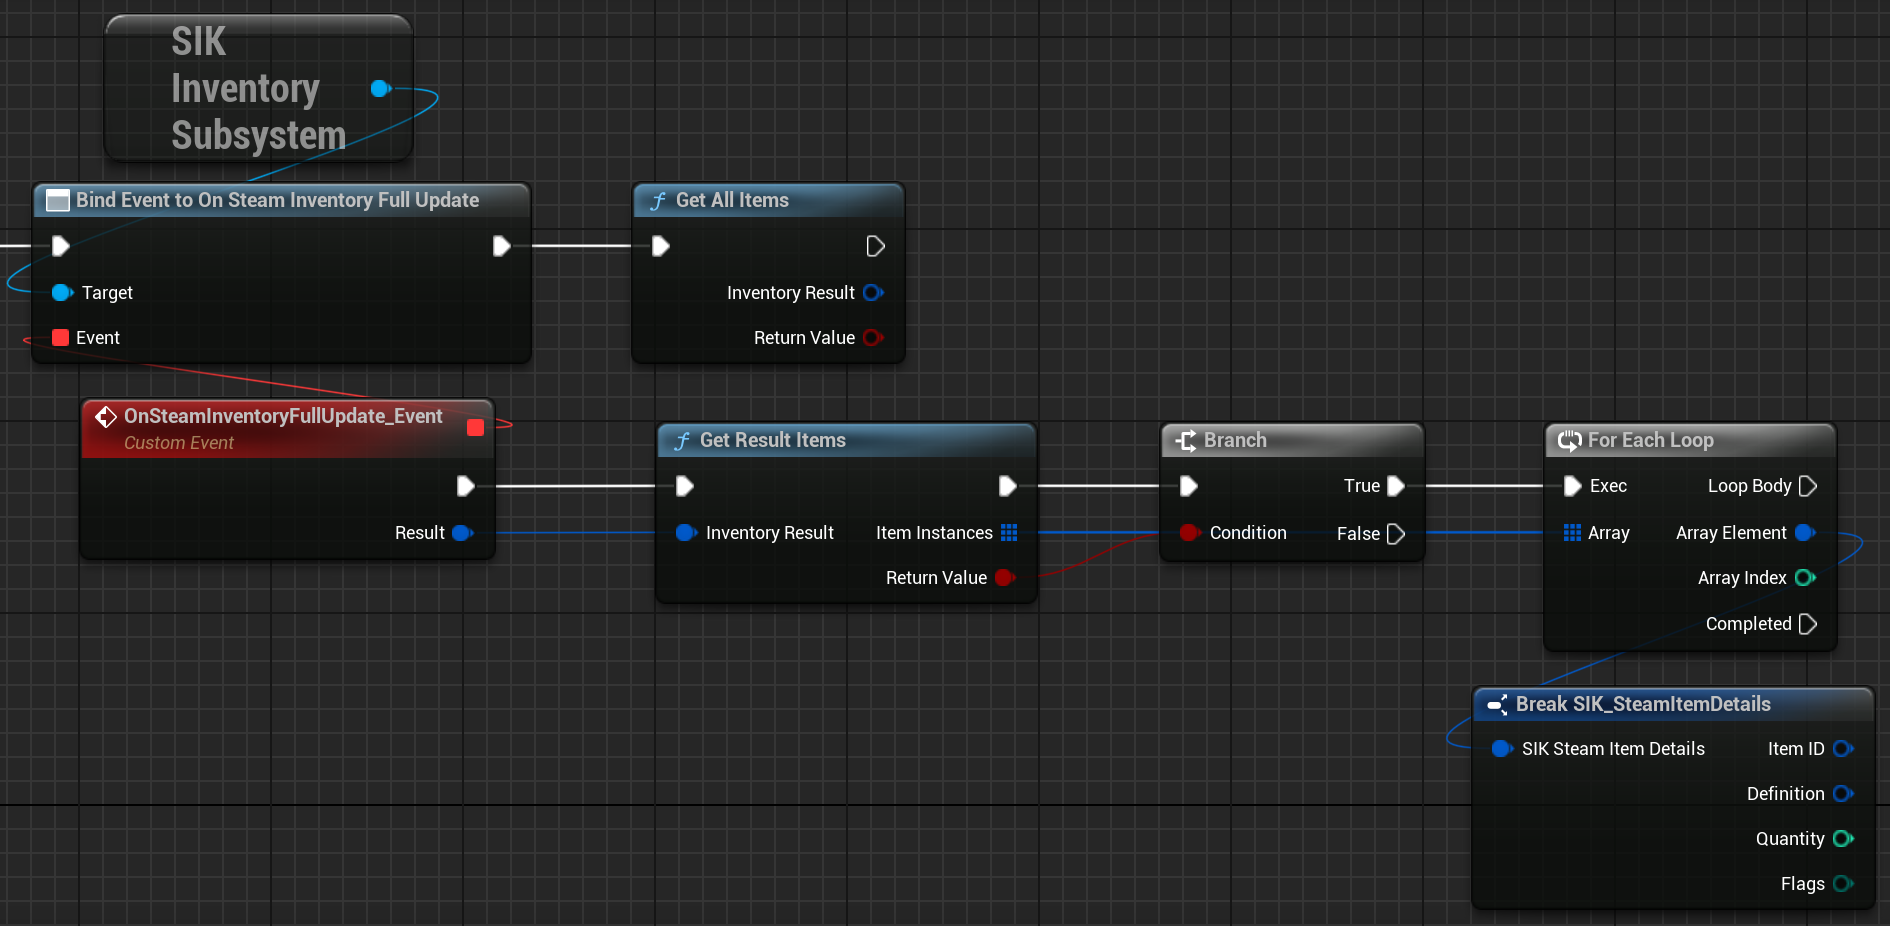 SIK
Inventory
Subsystem
Bind Event to On Steam Inventory Full Update
Target
Event
Get All Items
Inventory Result
Return Value
OnSteamInventoryFullUpdate_Event
Custom Event
Result
Get Result Items
Inventory Result Item Instances
Return Value
Branch
True
Condition False
For Each Loop
Exec Loop Body
Array Array Element
Array Index
Completed
Break SIK_SteamItemDetails
SIK Steam Item Details Item ID
Definition
Quantity
Flags